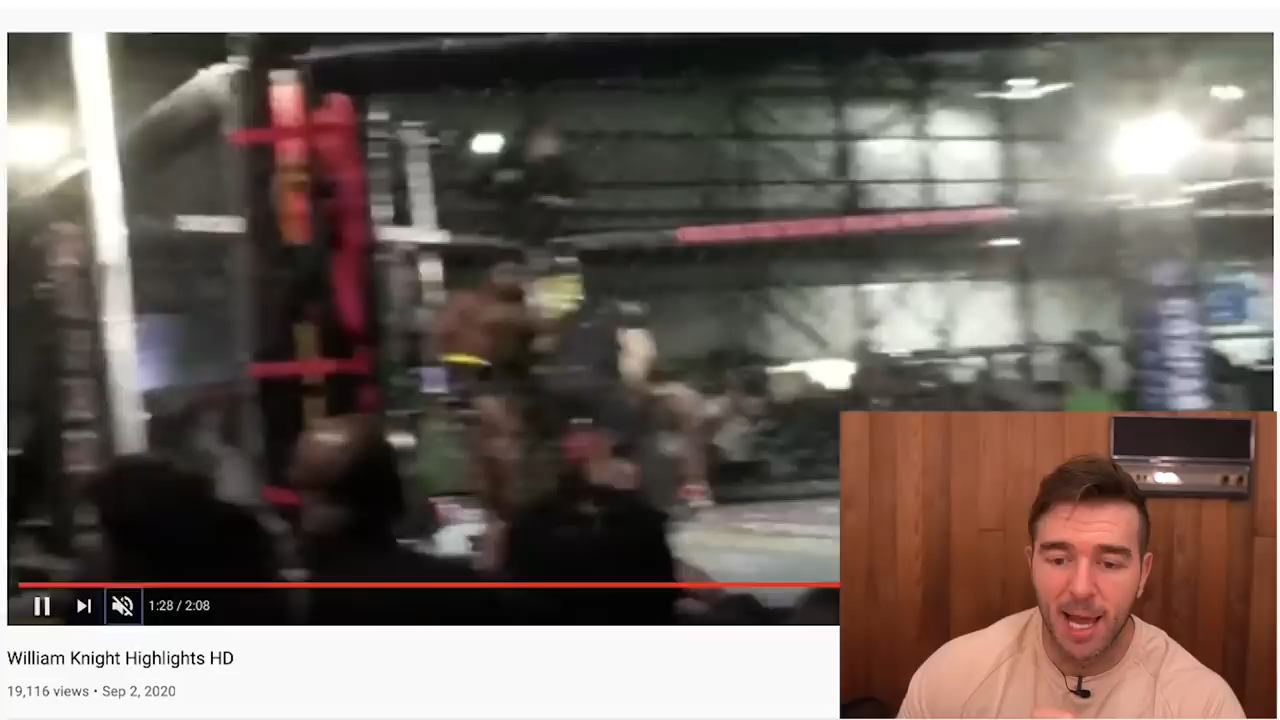 1:28 / 2:08
William Knight Highlights HD
19,116 views • Sep 2, 2020